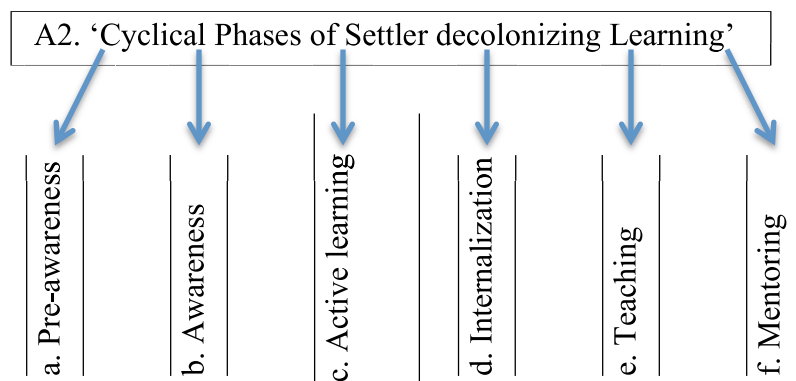 A2. ‘Cyclical Phases of Settler decolonizing Learning’
a. Pre-awareness
b. Awareness
c. Active learning
d. Internalization
e. Teaching
f. Mentoring